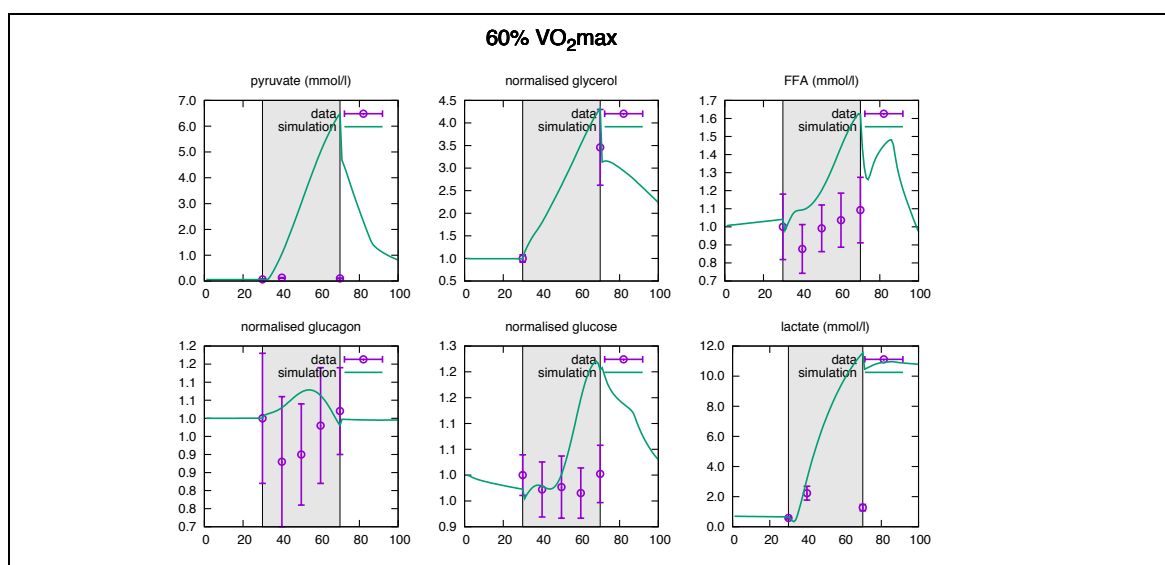 60% VO₂max
pyruvate (mmol/l)
7.0
6.0
5.0
4.0
3.0
2.0
1.0
0.0
0 20 40 60 80 100
data
simulation
normalised glycerol
4.5
4.0
3.5
3.0
2.5
2.0
1.5
1.0
0.5
0 20 40 60 80 100
data
simulation
FFA (mmol/l)
1.7
1.6
1.5
1.4
1.3
1.2
1.1
1.0
0.9
0.8
0.7
0 20 40 60 80 100
data
simulation
normalised glucagon
1.2
1.2
1.1
1.0
1.0
0.9
0.9
0.8
0.8
0.7
0 20 40 60 80 100
data
simulation
normalised glucose
1.3
1.2
1.2
1.1
1.1
1.0
1.0
0.9
0 20 40 60 80 100
data
simulation
lactate (mmol/l)
12.0
10.0
8.0
6.0
4.0
2.0
0.0
0 20 40 60 80 100
data
simulation